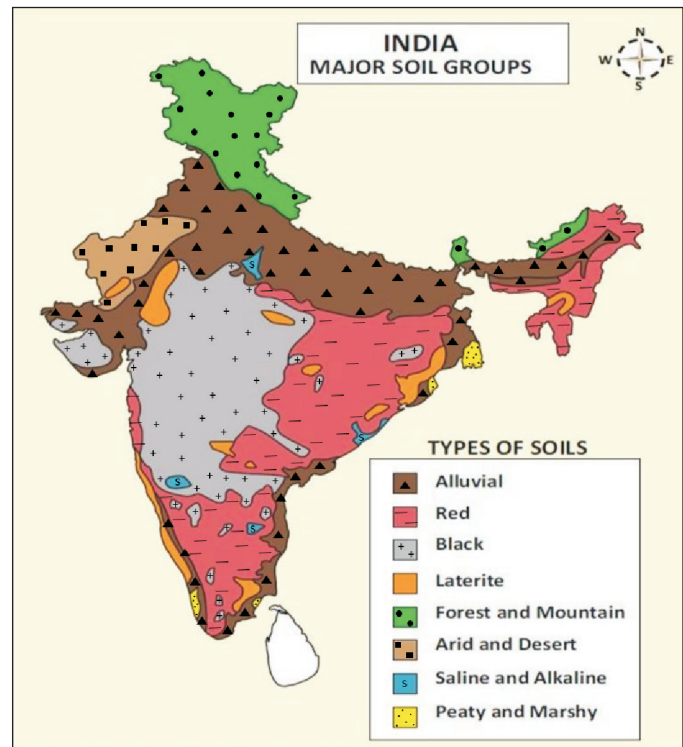 INDIA
MAJOR SOIL GROUPS
N
W E
S
S
S
S
S
TYPES OF SOILS
Alluvial
Red
Black
Laterite
Forest and Mountain
Arid and Desert
S Saline and Alkaline
Peaty and Marshy